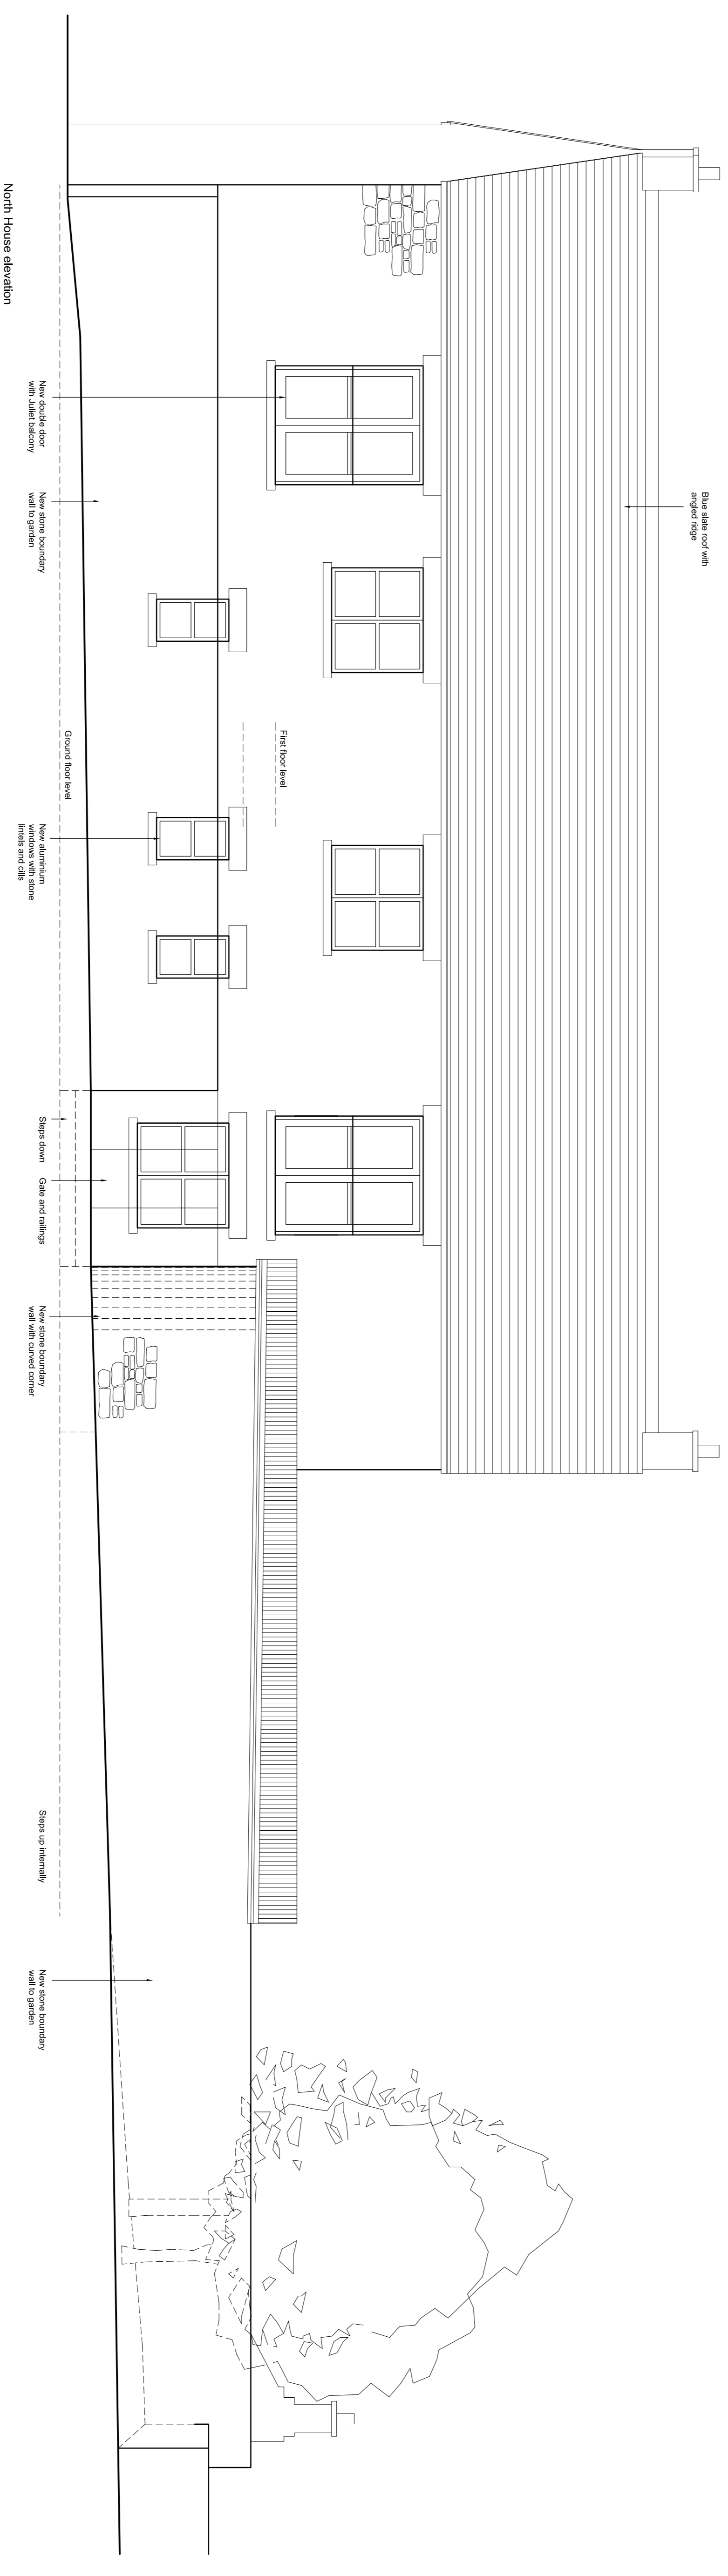 Blue slate roof with
angled ridge
First floor level
Ground floor level
New double door
with Juliet balcony
New stone boundary
wall to garden
New aluminium
windows with stone
lintels and cills
Steps down
Gate and railings
New stone boundary
wall with curved corner
Steps up internally
New stone boundary
wall to garden
North House elevation